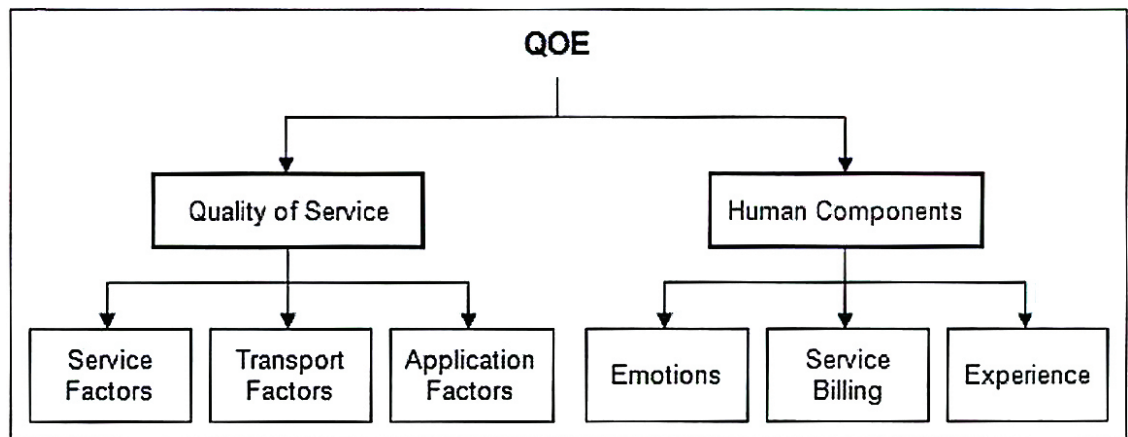 QOE
Quality of Service
Human Components
Service
Factors
Transport
Factors
Application
Factors
Emotions
Service
Billing
Experience